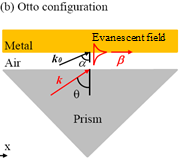 (b) Otto configuration
Evanescent field
Metal
Air
k₀
α
β
k
θ
Prism
x